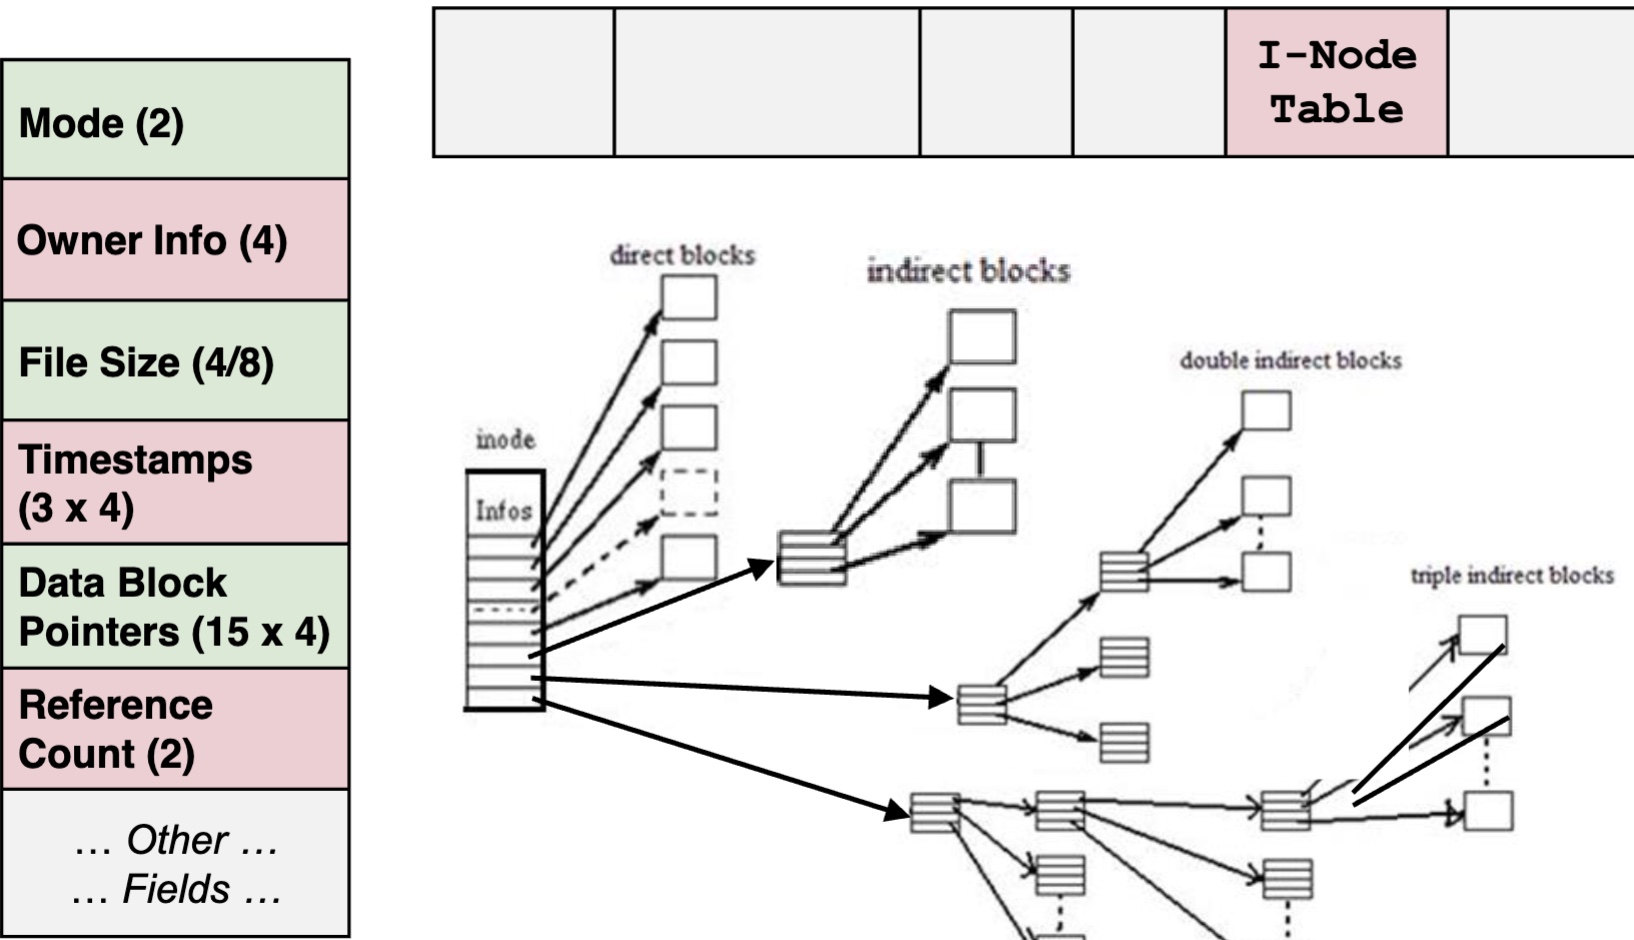 I-Node
Table
Mode (2)
Owner Info (4)
File Size (4/8)
Timestamps
(3 x 4)
Data Block
Pointers (15 x 4)
Reference
Count (2)
… Other …
… Fields …
direct blocks
indirect blocks
double indirect blocks
inode
Infos
triple indirect blocks